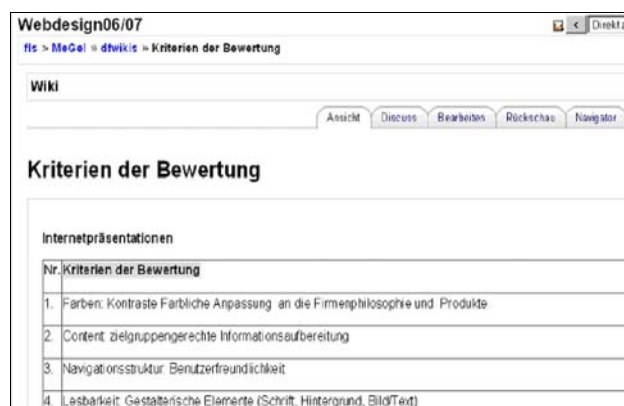 Webdesign06/07
< Direkt z
fls » MeGel » dfwikis » Kriterien der Bewertung
Wiki
Ansicht Discuss Bearbeiten Rückschau Navigator
Kriterien der Bewertung
Internetpräsentationen
Nr. Kriterien der Bewertung
1. Farben: Kontraste Farbliche Anpassung an die Firmenphilosophie und Produkte
2. Content: zielgruppengerechte Informationsaufbereitung
3. Navigationsstruktur: Benutzerfreundlichkeit
4. Lesbarkeit: Gestalterische Elemente (Schrift, Hintergrund, Bild/Text)